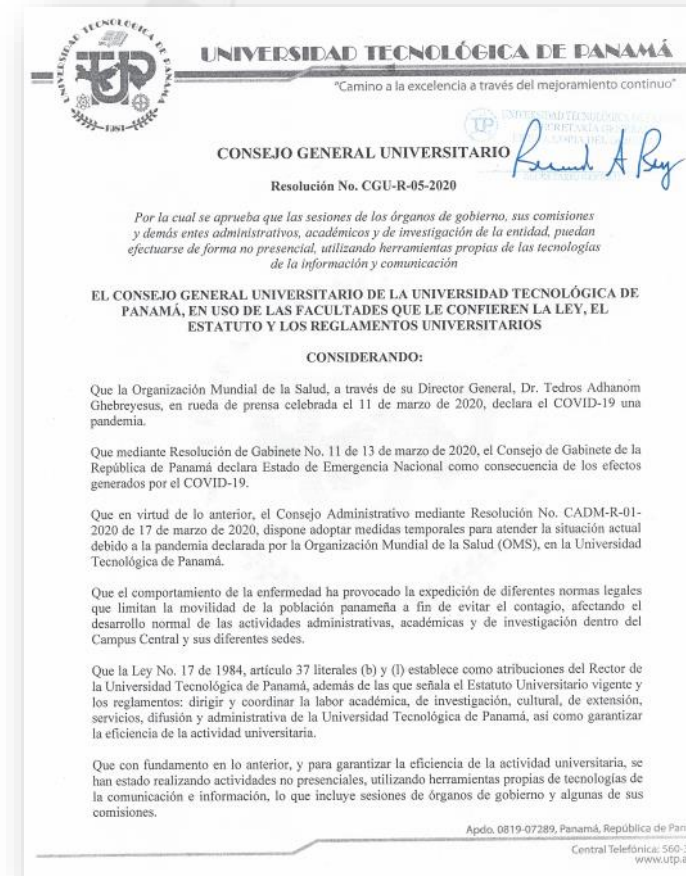 UNIVERSIDAD TECNOLÓGICA DE PANAMÁ
"Camino a la excelencia a través del mejoramiento continuo"
UNIVERSIDAD TECNOLÓGICA DE PANAMÁ
UTP
1981
CONSEJO GENERAL UNIVERSITARIO
Resolución No. CGU-R-05-2020
Por la cual se aprueba que las sesiones de los órganos de gobierno, sus comisiones
y demás entes administrativos, académicos y de investigación de la entidad, puedan
efectuarse de forma no presencial, utilizando herramientas propias de las tecnologías
de la información y comunicación
EL CONSEJO GENERAL UNIVERSITARIO DE LA UNIVERSIDAD TECNOLÓGICA DE
PANAMÁ, EN USO DE LAS FACULTADES QUE LE CONFIEREN LA LEY, EL
ESTATUTO Y LOS REGLAMENTOS UNIVERSITARIOS
CONSIDERANDO:
Que la Organización Mundial de la Salud, a través de su Director General, Dr. Tedros Adhanom
Ghebreyesus, en rueda de prensa celebrada el 11 de marzo de 2020, declara el COVID-19 una
pandemia.
Que mediante Resolución de Gabinete No. 11 de 13 de marzo de 2020, el Consejo de Gabinete de la
República de Panamá declara Estado de Emergencia Nacional como consecuencia de los efectos
generados por el COVID-19.
Que en virtud de lo anterior, el Consejo Administrativo mediante Resolución No. CADM-R-01-
2020 de 17 de marzo de 2020, dispone adoptar medidas temporales para atender la situación actual
debido a la pandemia declarada por la Organización Mundial de la Salud (OMS), en la Universidad
Tecnológica de Panamá.
Que el comportamiento de la enfermedad ha provocado la expedición de diferentes normas legales
que limitan la movilidad de la población panameña a fin de evitar el contagio, afectando el
desarrollo normal de las actividades administrativas, académicas y de investigación dentro del
Campus Central y sus diferentes sedes.
Que la Ley No. 17 de 1984, artículo 37 literales (b) y (l) establece como atribuciones del Rector de
la Universidad Tecnológica de Panamá, además de las que señala el Estatuto Universitario vigente y
los reglamentos: dirigir y coordinar la labor académica, de investigación, cultural, de extensión,
servicios, difusión y administrativa de la Universidad Tecnológica de Panamá, así como garantizar
la eficiencia de la actividad universitaria.
Que con fundamento en lo anterior, y para garantizar la eficiencia de la actividad universitaria, se
han estado realizando actividades no presenciales, utilizando herramientas propias de tecnologías de
la comunicación e información, lo que incluye sesiones de órganos de gobierno y algunas de sus
comisiones.
Apdo. 0819-07289, Panamá, República de Pan
Central Telefónica: 560-3
www.utp.a